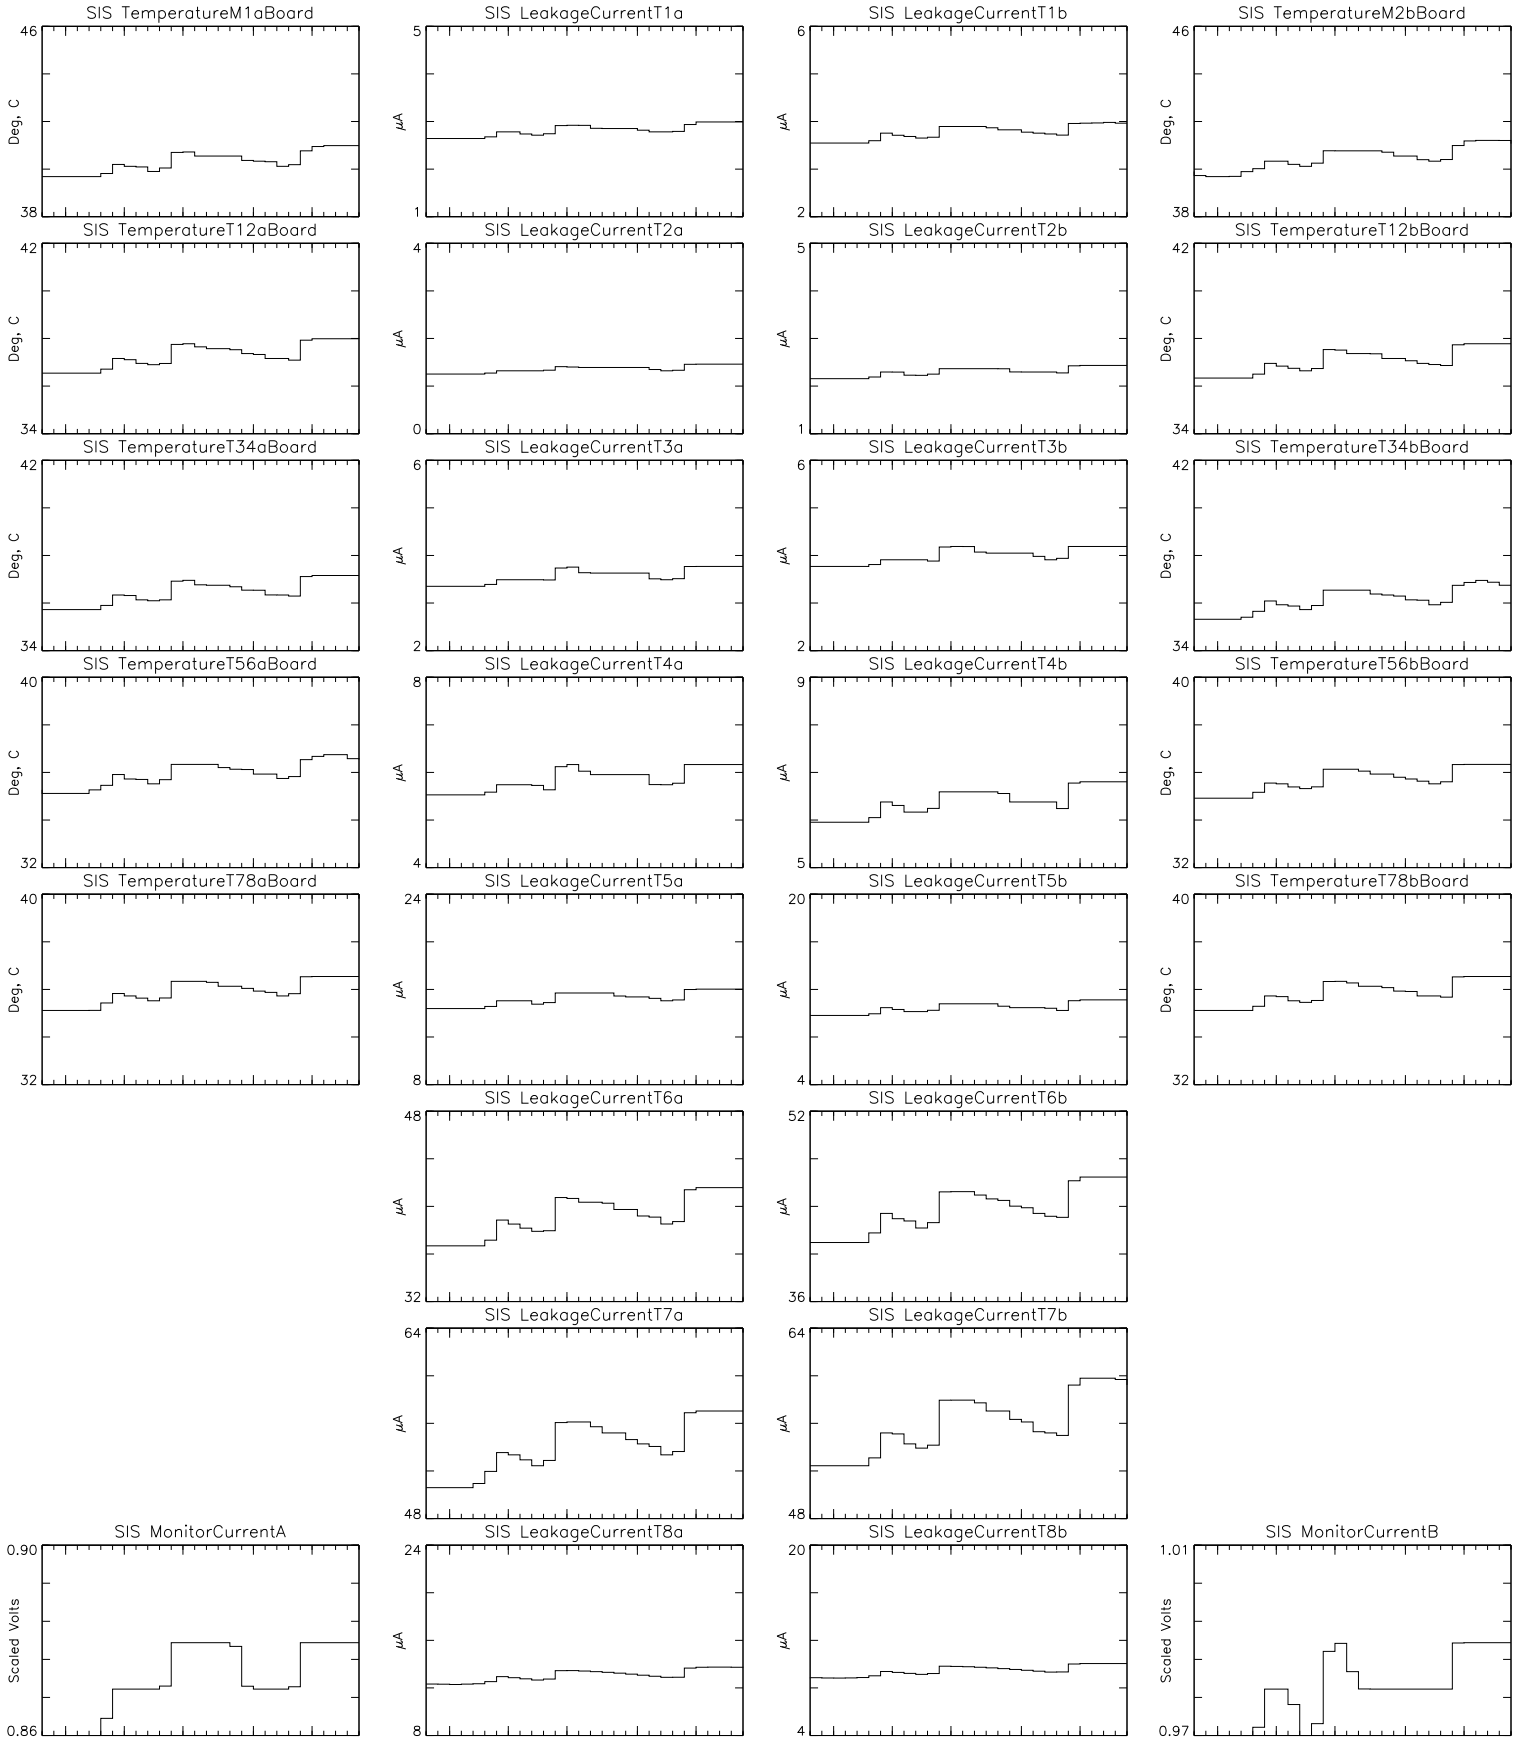 SIS TemperatureM1aBoard
46
Deg, C
38
SIS LeakageCurrentT1a
5
μA
1
SIS LeakageCurrentT1b
6
μA
2
SIS TemperatureM2bBoard
46
Deg, C
38
SIS TemperatureT12aBoard
42
Deg, C
34
SIS LeakageCurrentT2a
4
μA
0
SIS LeakageCurrentT2b
5
μA
1
SIS TemperatureT12bBoard
42
Deg, C
34
SIS TemperatureT34aBoard
42
Deg, C
34
SIS LeakageCurrentT3a
6
μA
2
SIS LeakageCurrentT3b
6
μA
2
SIS TemperatureT34bBoard
42
Deg, C
34
SIS TemperatureT56aBoard
40
Deg, C
32
SIS LeakageCurrentT4a
8
μA
4
SIS LeakageCurrentT4b
9
μA
5
SIS TemperatureT56bBoard
40
Deg, C
32
SIS TemperatureT78aBoard
40
Deg, C
32
SIS LeakageCurrentT5a
24
μA
8
SIS LeakageCurrentT5b
20
μA
4
SIS TemperatureT78bBoard
40
Deg, C
32
SIS LeakageCurrentT6a
48
μA
32
SIS LeakageCurrentT6b
52
μA
36
SIS LeakageCurrentT7a
64
μA
48
SIS LeakageCurrentT7b
64
μA
48
SIS MonitorCurrentA
0.90
Scaled Volts
0.86
SIS LeakageCurrentT8a
24
μA
8
SIS LeakageCurrentT8b
20
μA
4
SIS MonitorCurrentB
1.01
Scaled Volts
0.97